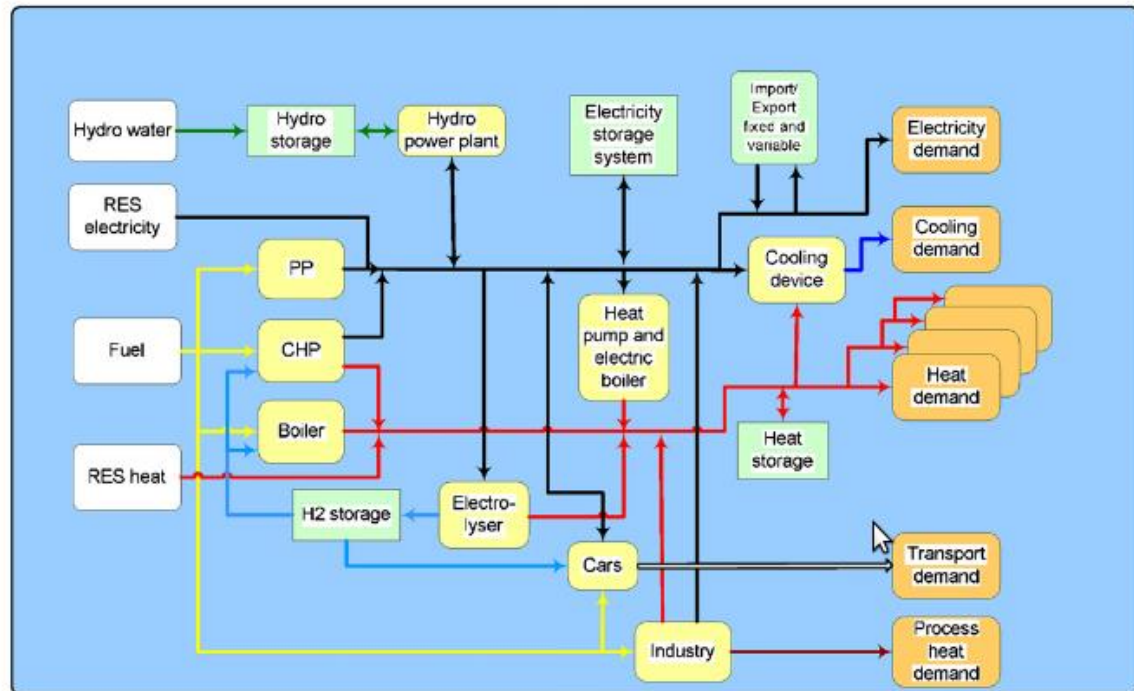 Hydro water
Hydro
storage
Hydro
power plant
Electricity
storage
system
Import/
Export
fixed and
variable
Electricity
demand
RES
electricity
Cooling
demand
PP
Cooling
device
Fuel
CHP
Heat
pump and
electric
boiler
Heat
demand
Boiler
Heat
storage
RES heat
H2 storage
Electro-
lyser
Cars
Transport
demand
Industry
Process
heat
demand